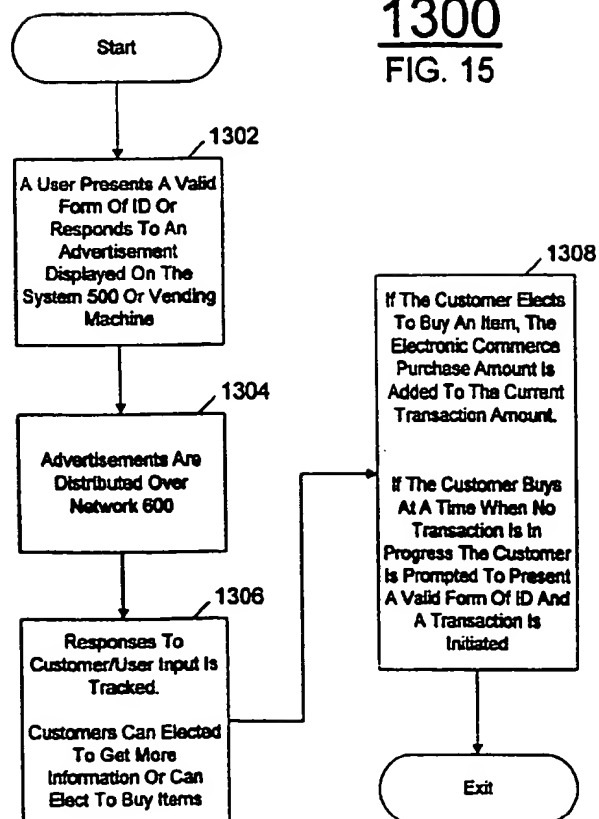 1300
FIG. 15
Start
1302
A User Presents A Valid
Form Of ID Or
Responds To An
Advertisement
Displayed On The
System 500 Or Vending
Machine
1304
Advertisements Are
Distributed Over
Network 600
1306
Responses To
Customer/User Input Is
Tracked.
Customers Can Elected
To Get More
Information Or Can
Elect To Buy Items
1308
If The Customer Elects
To Buy An Item, The
Electronic Commerce
Purchase Amount Is
Added To The Current
Transaction Amount.
If The Customer Buys
At A Time When No
Transaction Is In
Progress The Customer
Is Prompted To Present
A Valid Form Of ID And
A Transaction Is
Initiated
Exit